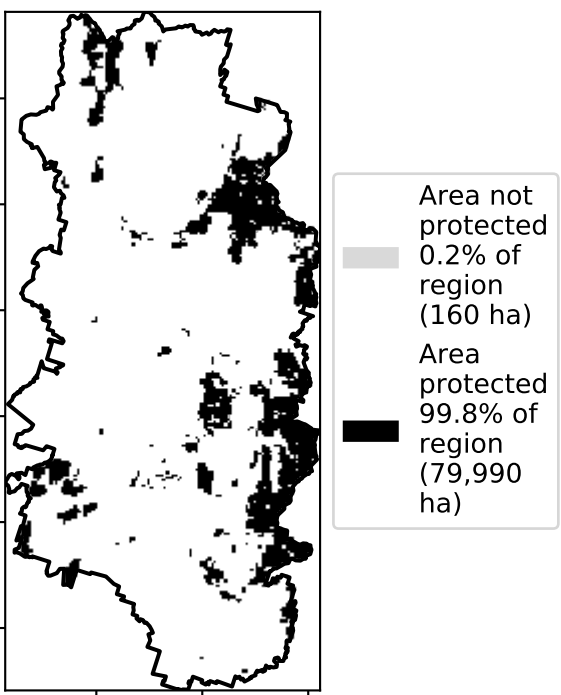 Area not
protected
0.2% of
region
(160 ha)
Area
protected
99.8% of
region
(79,990
ha)